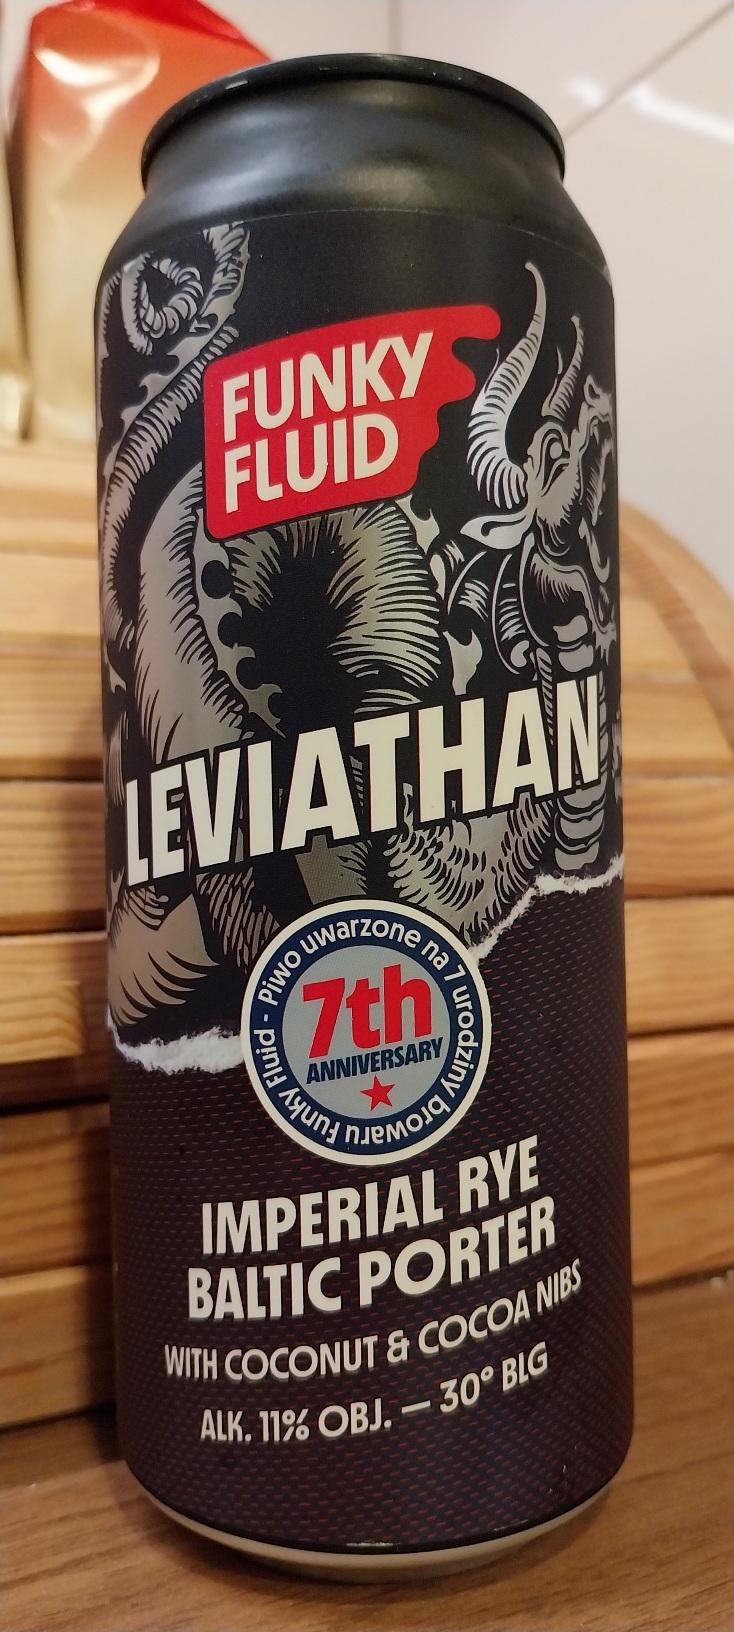 FUNKY
FLUID
LEVIATHAN
Piwo uwarzone na 7 urodziny browaru Funky Fluid -
7th
ANNIVERSARY
IMPERIAL RYE
BALTIC PORTER
WITH COCONUT & COCOA NIBS
ALK. 11% OBJ. — 30° BLG